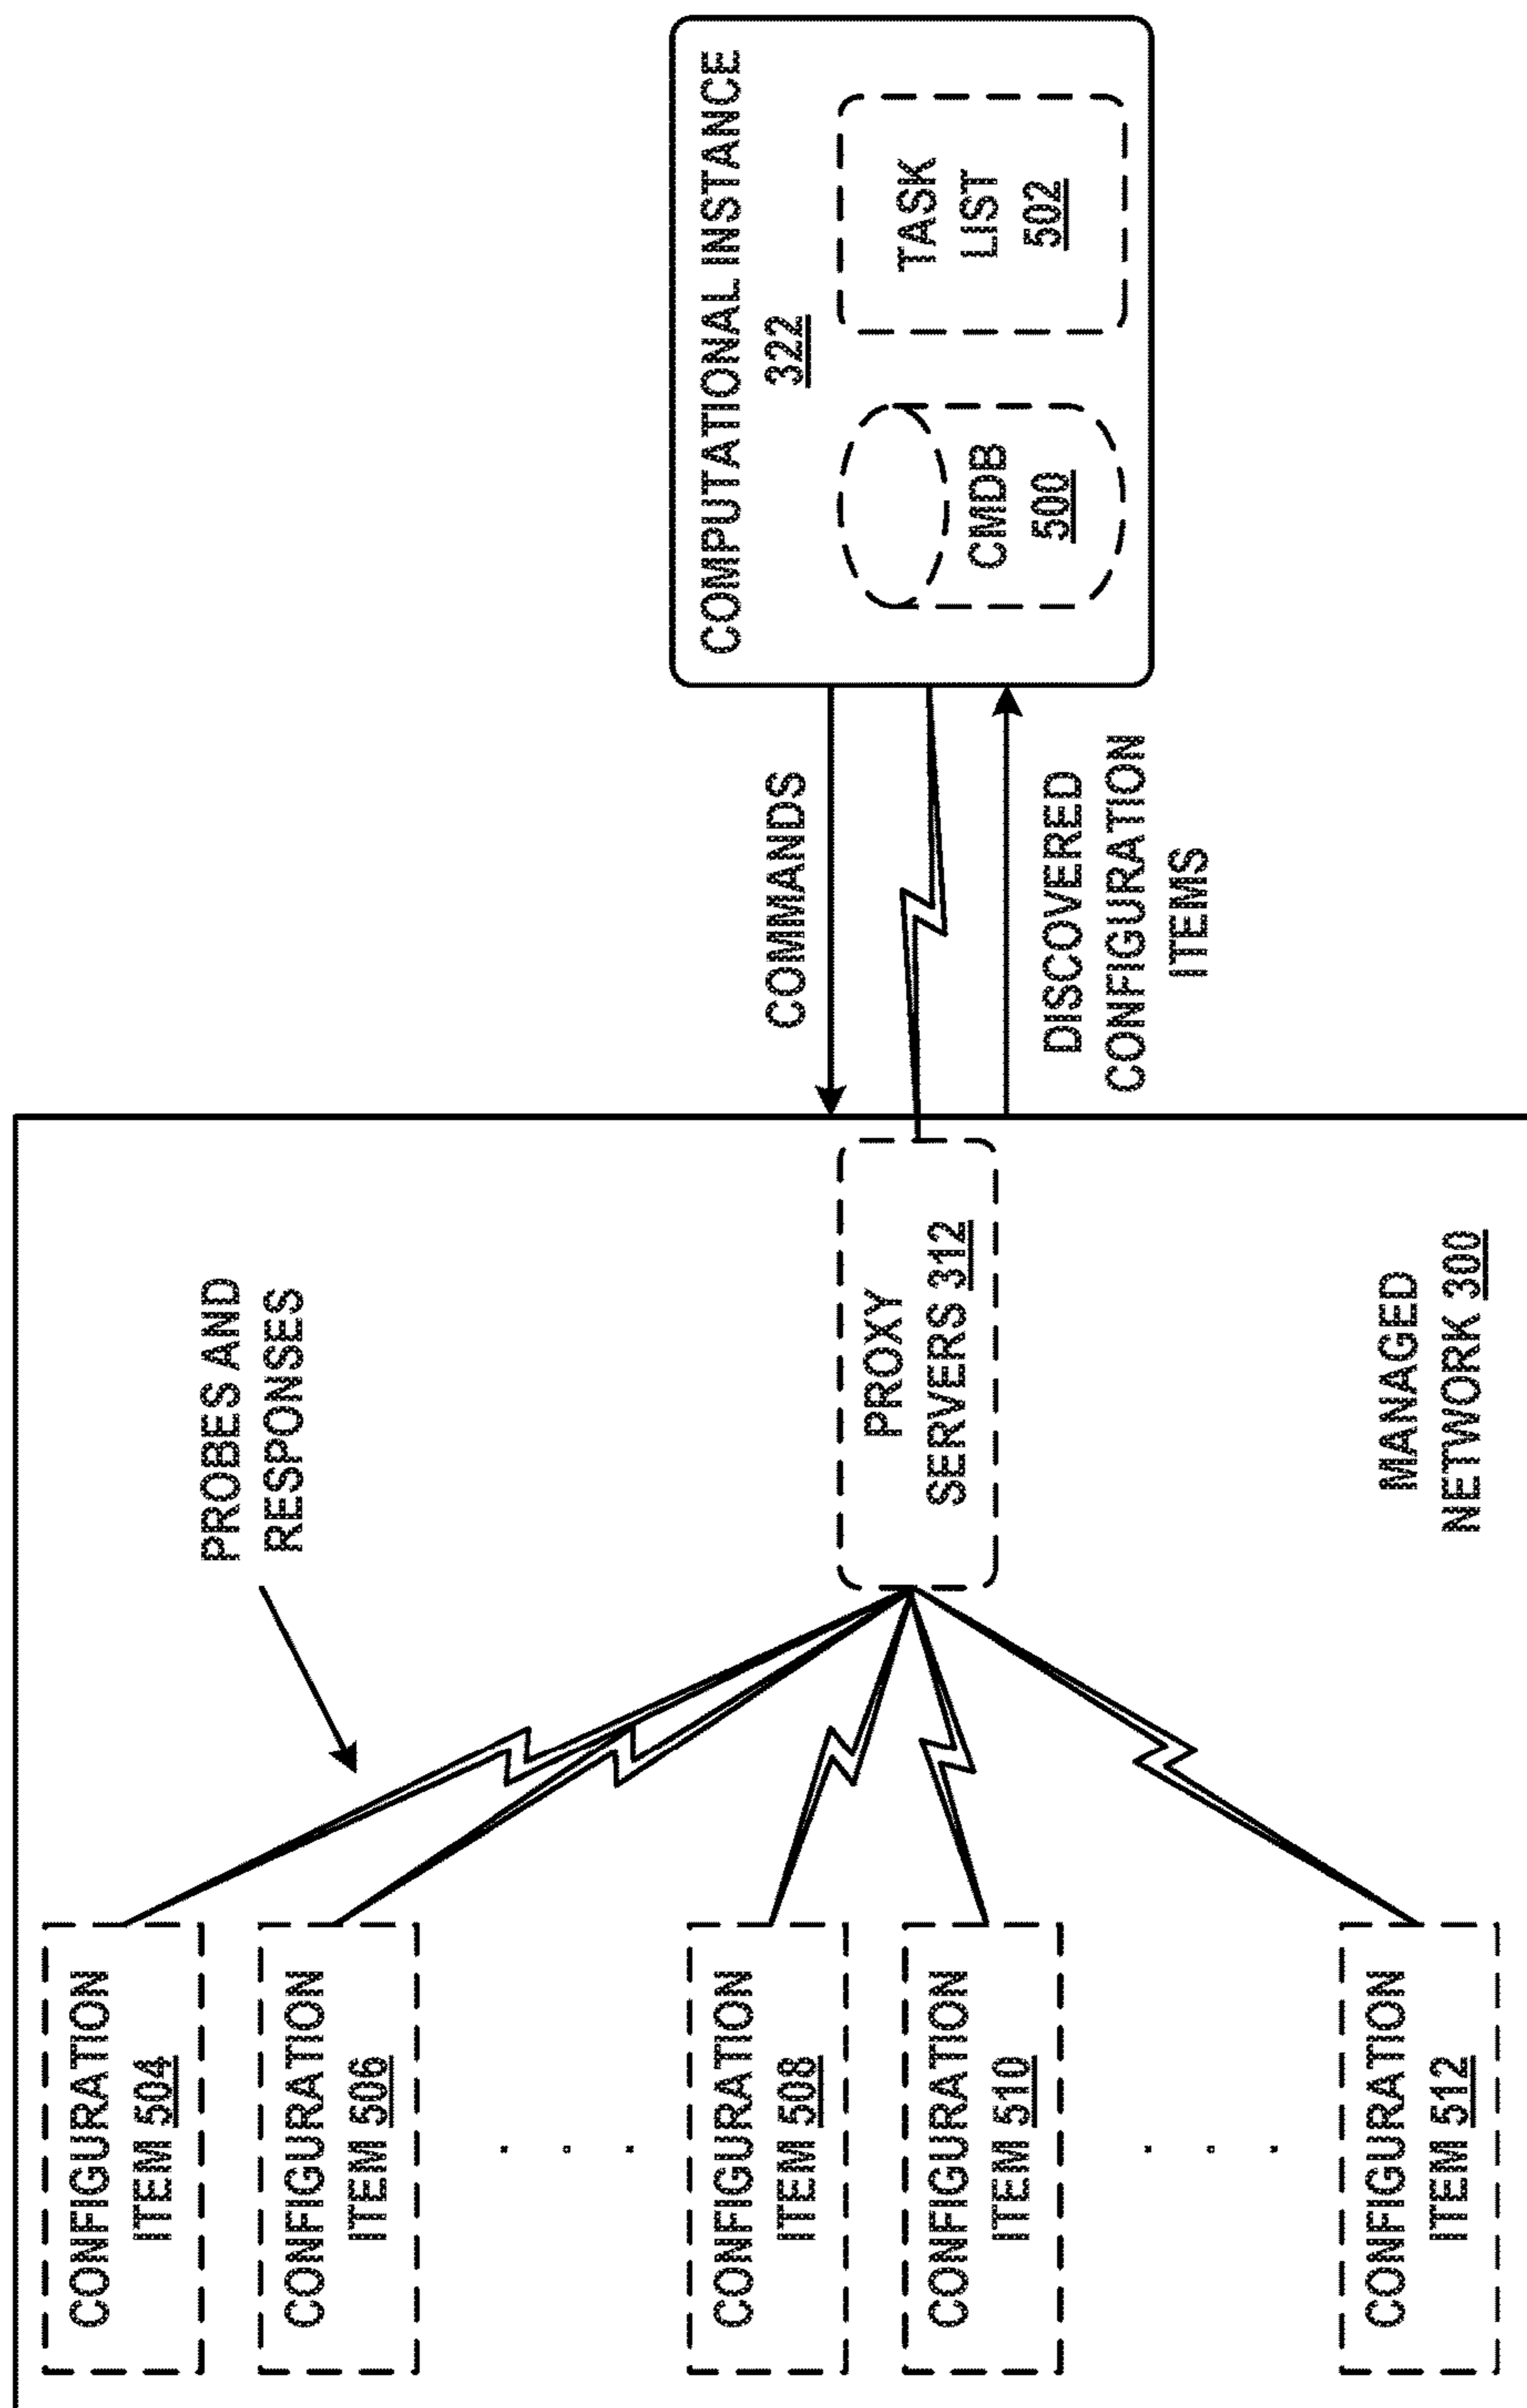 COMPUTATIONAL INSTANCE
322
CMDB
500
TASK
LIST
502
COMMANDS
DISCOVERED
CONFIGURATION
ITEMS
PROBES AND
RESPONSES
PROXY
SERVERS 312
MANAGED
NETWORK 300
CONFIGURATION
ITEM 504
CONFIGURATION
ITEM 506
CONFIGURATION
ITEM 508
CONFIGURATION
ITEM 510
CONFIGURATION
ITEM 512